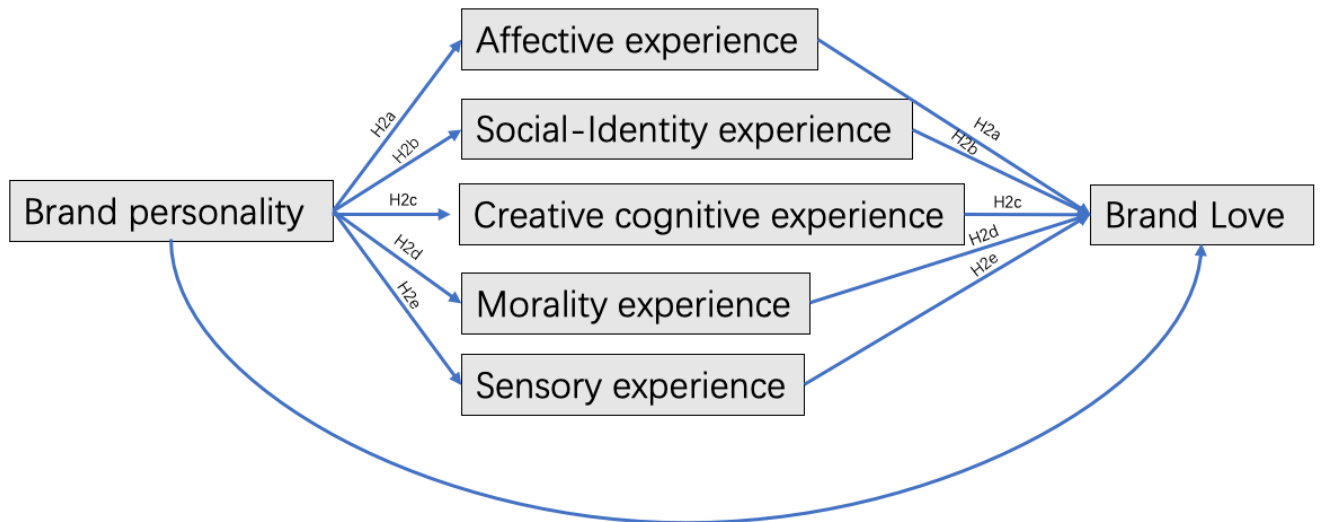 Affective experience
H2a
H2a
Social-Identity experience
H2b
H2b
Brand personality
H2c
Creative cognitive experience
H2c
Brand Love
H2d
H2d
Morality experience
H2e
H2e
Sensory experience